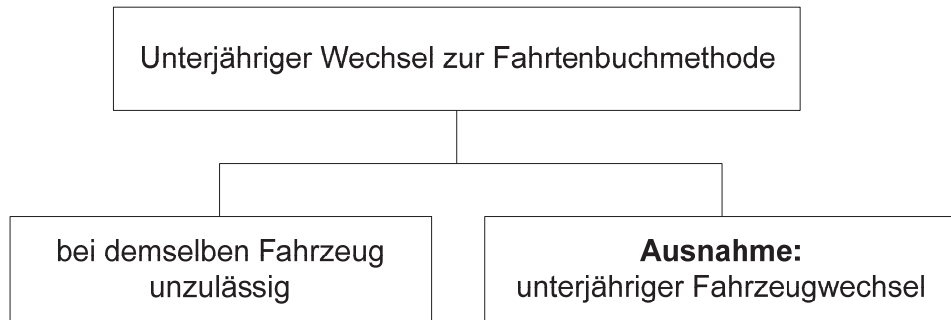 Unterjähriger Wechsel zur Fahrtenbuchmethode
bei demselben Fahrzeug
unzulässig
Ausnahme:
unterjähriger Fahrzeugwechsel